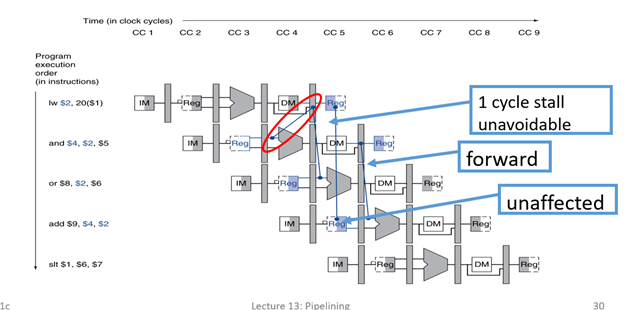 Time (in clock cycles)
CC 1 CC 2 CC 3 CC 4 CC 5 CC 6 CC 7 CC 8 CC 9
Program
execution
order
(in instructions)
lw $2, 20($1)
IM Reg DM Reg
1 cycle stall
unavoidable
and $4, $2, $5
IM Reg DM Reg
forward
or $8, $2, $6
IM Reg DM Reg
unaffected
add $9, $4, $2
IM Reg DM Reg
slt $1, $6, $7
IM Reg DM Reg
1c
Lecture 13: Pipelining
30